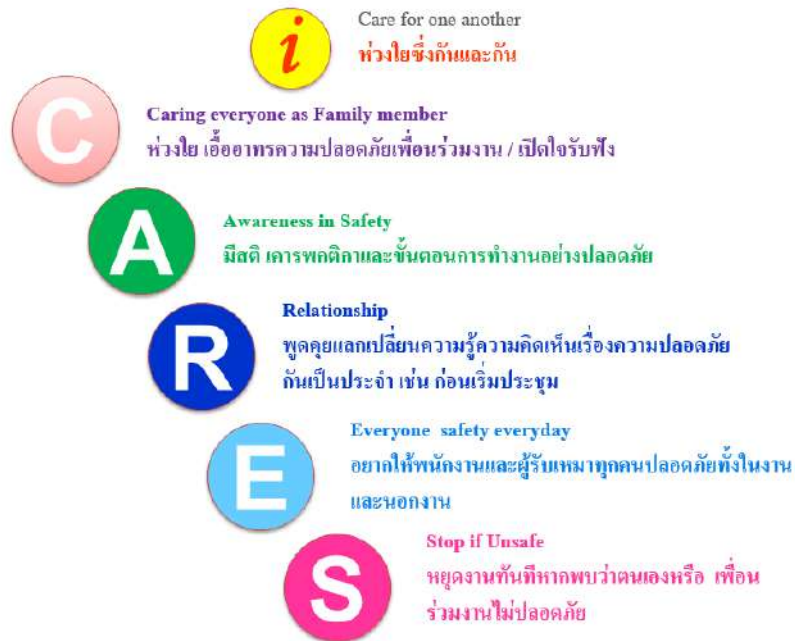 i
Care for one another
ห่วงใยซึ่งกันและกัน
C
Caring everyone as Family member
ห่วงใย เอื้ออาทรความปลอดภัยเพื่อนร่วมงาน / เปิดใจรับฟัง
A
Awareness in Safety
มีสติ เคารพกติกาและขั้นตอนการทำงานอย่างปลอดภัย
R
Relationship
พูดคุยแลกเปลี่ยนความรู้ความคิดเห็นเรื่องความปลอดภัย
กันเป็นประจำ เช่น ก่อนเริ่มประชุม
E
Everyone safety everyday
อยากให้พนักงานและผู้รับเหมาทุกคนปลอดภัยทั้งในงาน
และนอกงาน
S
Stop if Unsafe
หยุดงานทันทีหากพบว่าตนเองหรือ เพื่อน
ร่วมงานไม่ปลอดภัย